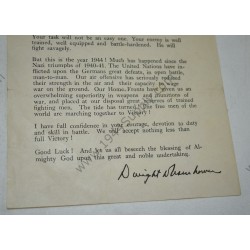 Your task will not be an easy one. Your enemy is well
trained, well equipped and battle-hardened. He will
fight savagely.
But this is the year 1944! Much has happened since the
Nazi triumphs of 1940-41. The United Nations have in-
flicted upon the Germans great defeats, in open battle,
man-to-man. Our air offensive has seriously reduced
their strength in the air and their capacity to wage
war on the ground. Our Home Fronts have given us an
overwhelming superiority in weapons and munitions of
war, and placed at our disposal great reserves of trained
fighting men. The tide has turned! The free men of the
world are marching together to Victory!
I have full confidence in your courage, devotion to duty
and skill in battle. We will accept nothing less than
full Victory!
Good Luck! And let us all beseech the blessing of Al-
mighty God upon this great and noble undertaking.
Dwight D Eisenhower